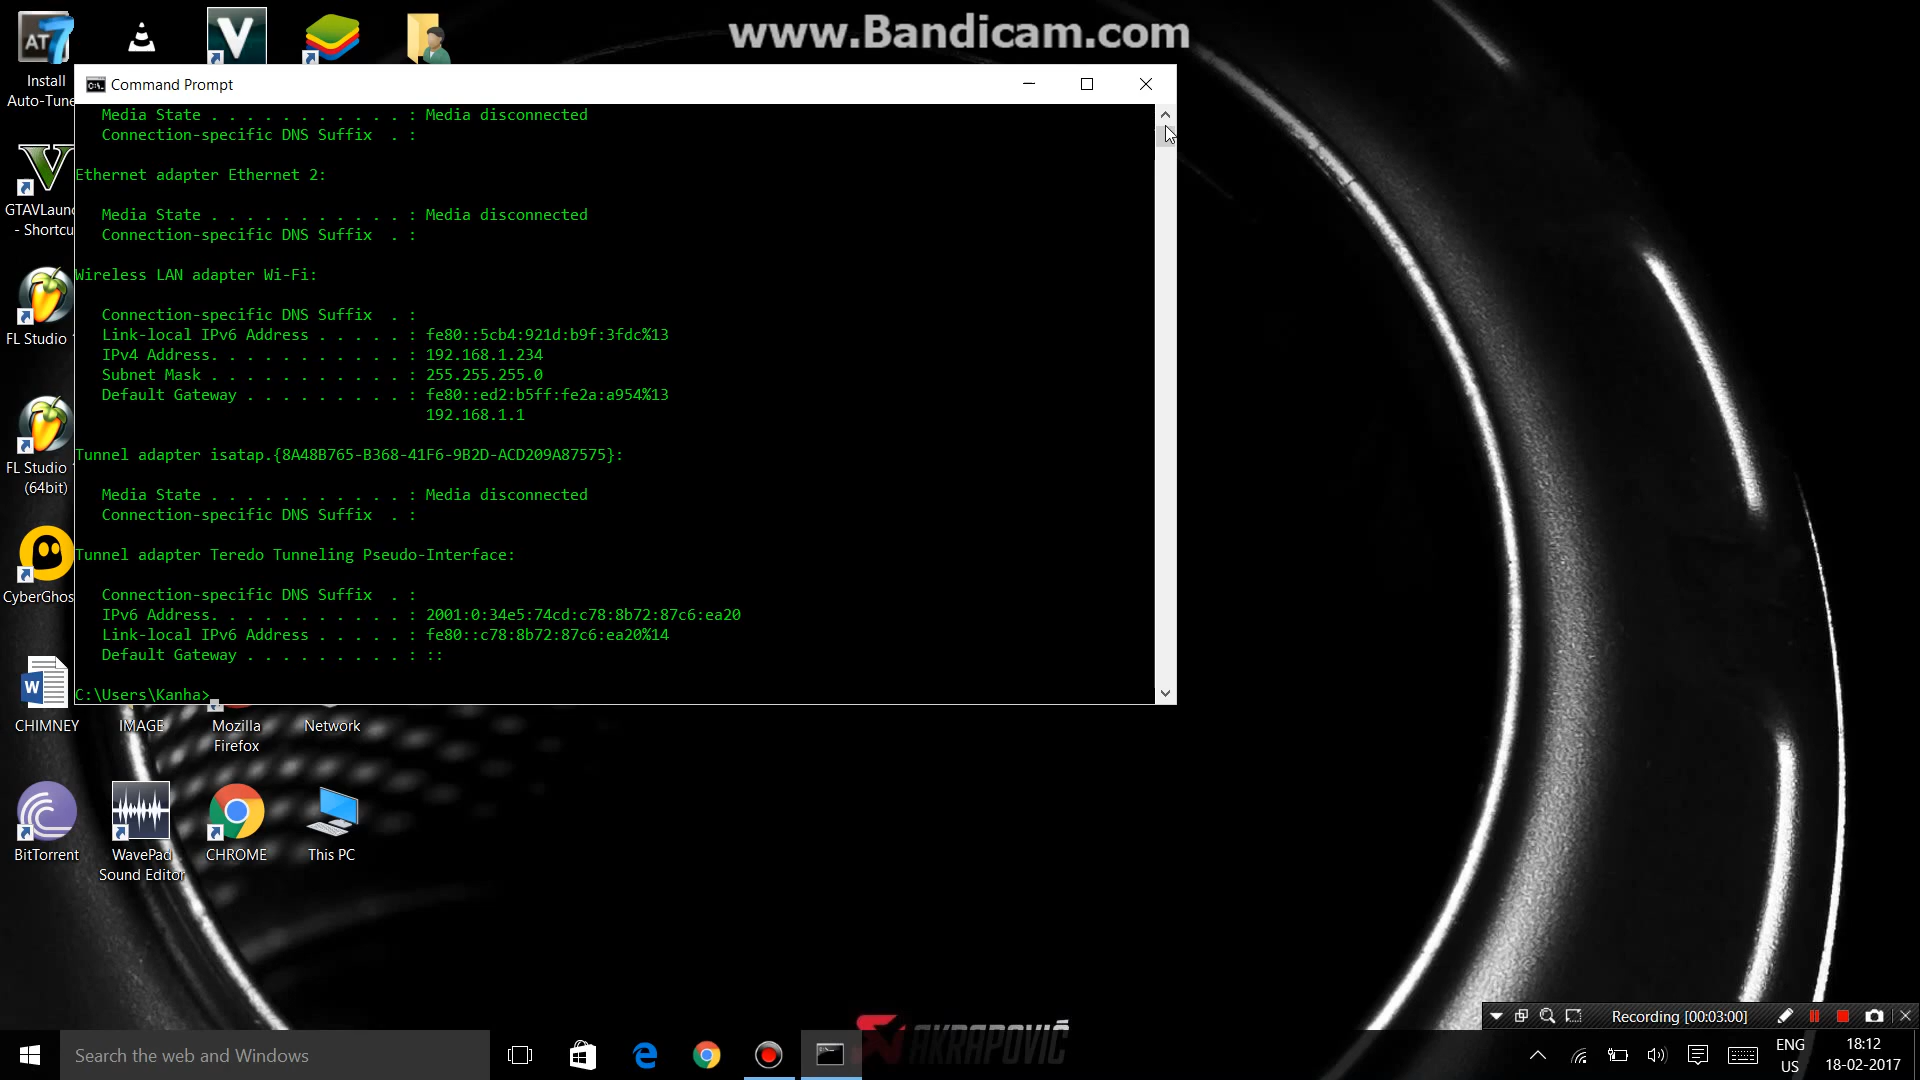 www.Bandicam.com
AT7
Install
Auto-Tune
Command Prompt
Media State . . . . . . . . . . . : Media disconnected
Connection-specific DNS Suffix  . :
Ethernet adapter Ethernet 2:
Media State . . . . . . . . . . . : Media disconnected
Connection-specific DNS Suffix  . :
Wireless LAN adapter Wi-Fi:
Connection-specific DNS Suffix  . :
Link-local IPv6 Address . . . . . : fe80::5cb4:921d:b9f:3fdc%13
IPv4 Address. . . . . . . . . . . : 192.168.1.234
Subnet Mask . . . . . . . . . . . : 255.255.255.0
Default Gateway . . . . . . . . . : fe80::ed2:b5ff:fe2a:a954%13
192.168.1.1
Tunnel adapter isatap.{8A48B765-B368-41F6-9B2D-ACD209A87575}:
Media State . . . . . . . . . . . : Media disconnected
Connection-specific DNS Suffix  . :
Tunnel adapter Teredo Tunneling Pseudo-Interface:
Connection-specific DNS Suffix  . :
IPv6 Address. . . . . . . . . . . : 2001:0:34e5:74cd:c78:8b72:87c6:ea20
Link-local IPv6 Address . . . . . : fe80::c78:8b72:87c6:ea20%14
Default Gateway . . . . . . . . . : ::
C:\Users\Kanha>
GTAVLaunc
- Shortcu
FL Studio
FL Studio
(64bit)
CyberGhos
CHIMNEY
IMAGE
Mozilla
Firefox
Network
BitTorrent
WavePad
Sound Editor
CHROME
This PC
AKRAPOVIČ
Recording [00:03:00]
Search the web and Windows
ENG
US
18:12
18-02-2017